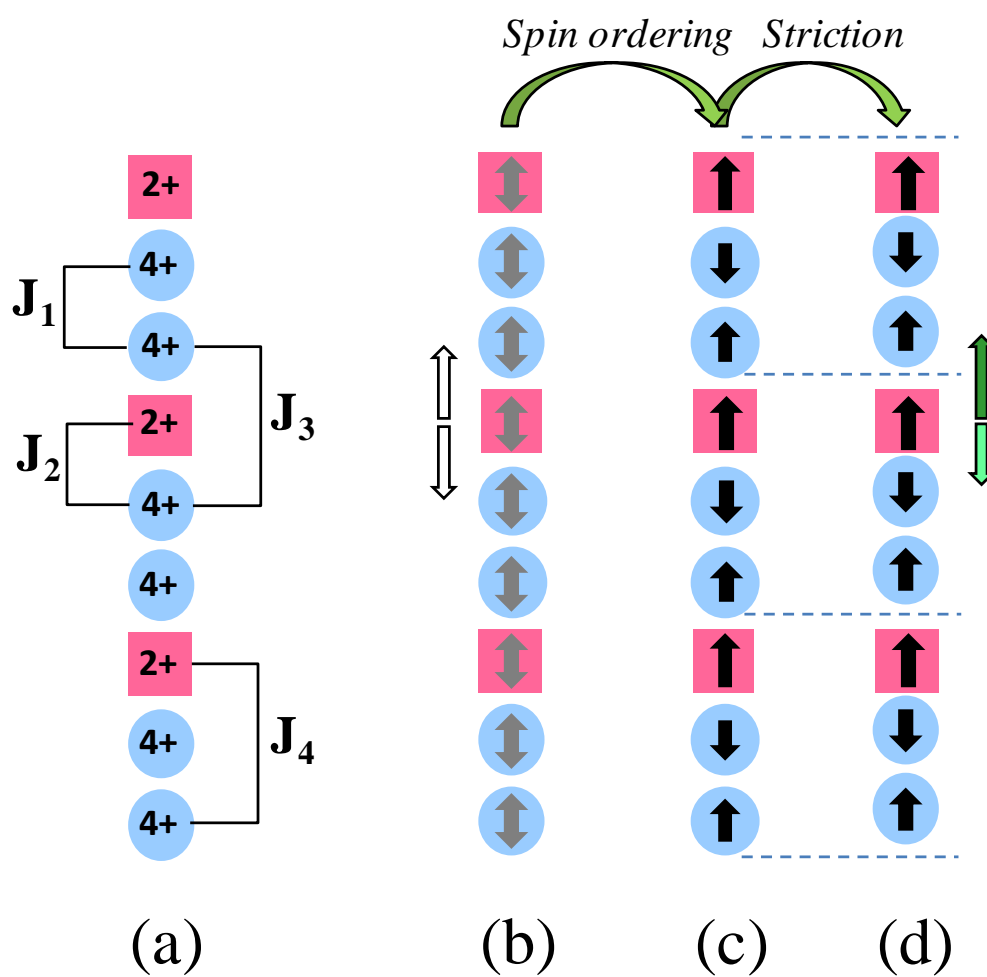 Spin ordering Striction
2+
4+
J1
4+
2+
J3
J2
4+
4+
2+
4+
J4
4+
(a) (b) (c) (d)